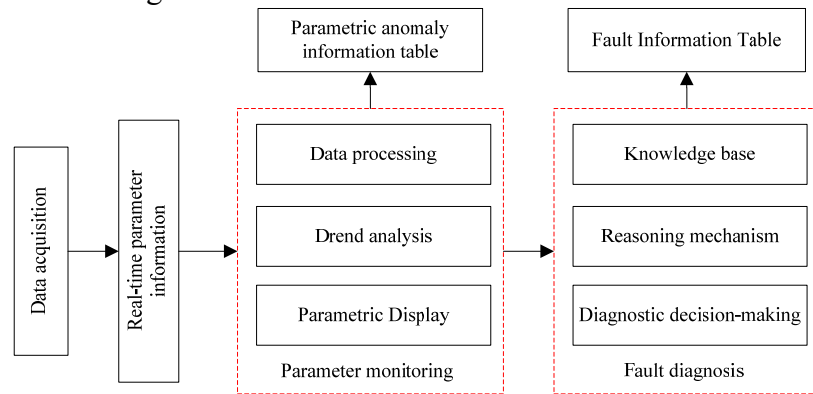 Parametric anomaly
information table
Fault Information Table
Data acquisition
Real-time parameter
information
Data processing
Drend analysis
Parametric Display
Parameter monitoring
Knowledge base
Reasoning mechanism
Diagnostic decision-making
Fault diagnosis